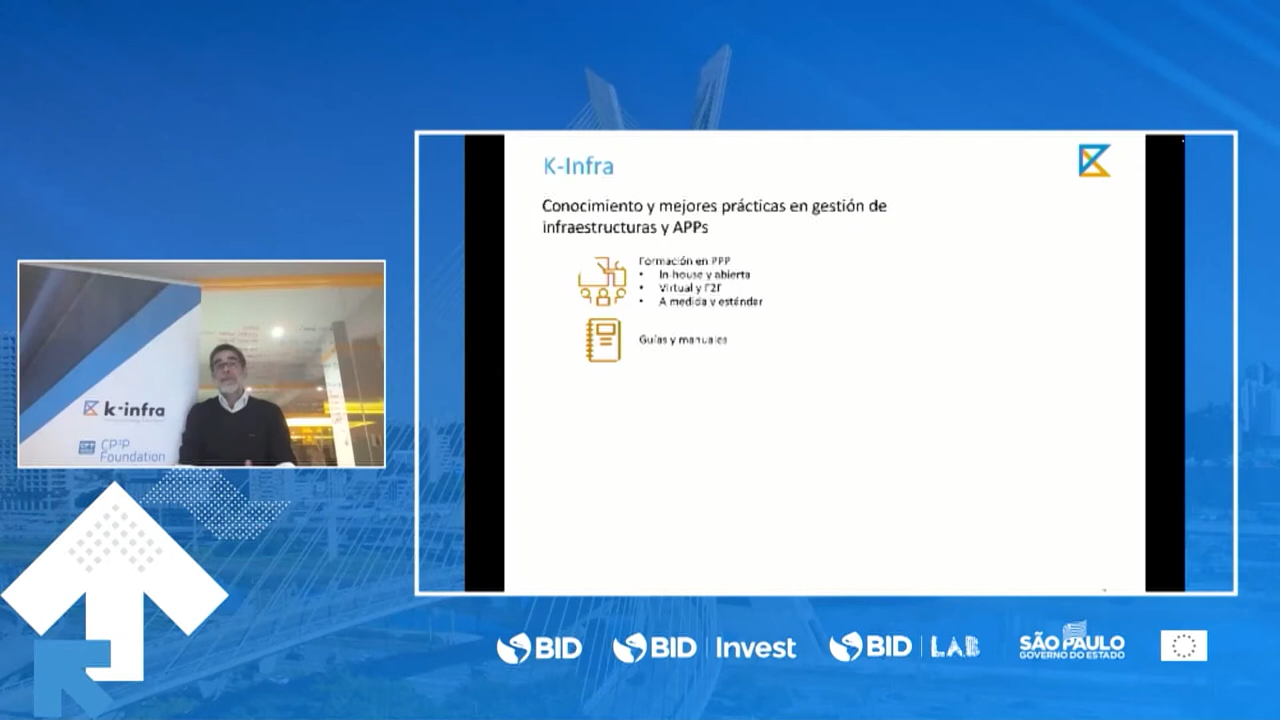 K-Infra
Conocimiento y mejores prácticas en gestión de
infraestructuras y APPs
Formación en PPP
• In-house y abierta
• Virtual y F2F
• A medida y estándar
Guías y manuales
k-infra
CP3P
Foundation
BID
BID Invest
BID LAB
SÃO PAULO
GOVERNO DO ESTADO